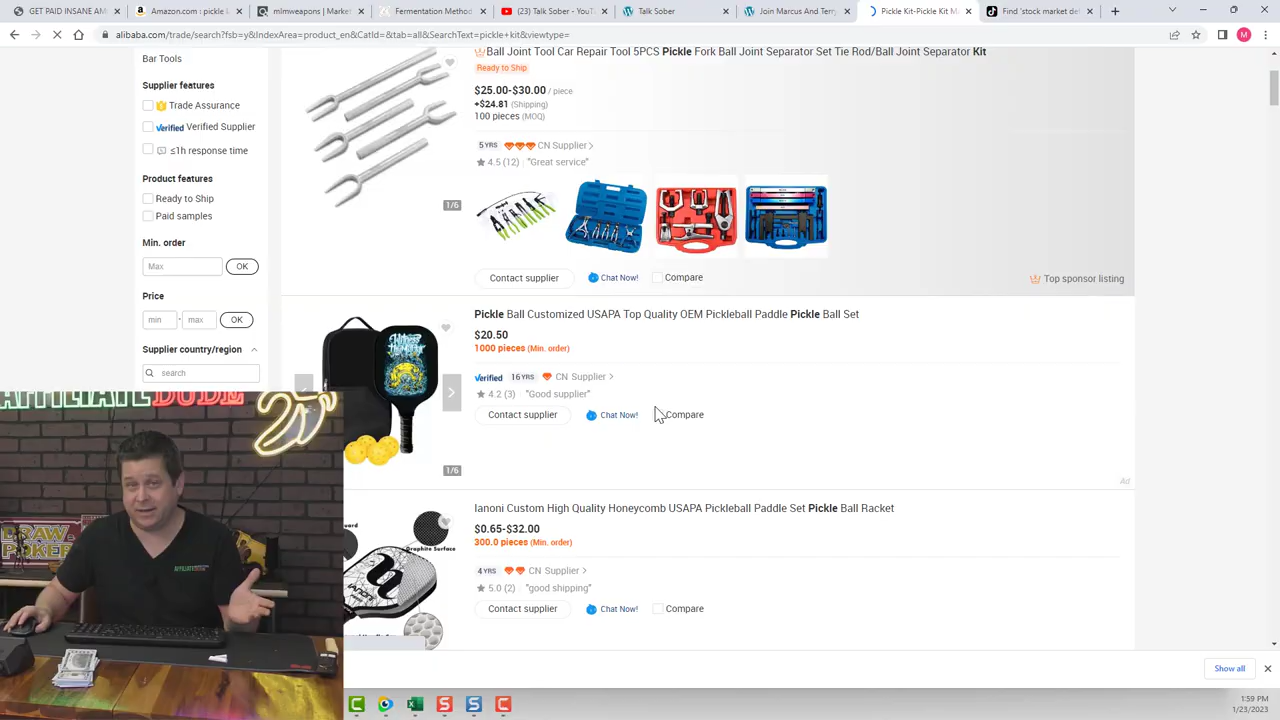 GET PAID INSANE AM
Amazon.com : pickle k
mlmweapons | Market
Fermentation Method
(23) Talk Sober - YouT
Talk Sober
Join Marcus And Terry
Pickle Kit-Pickle Kit M
Find 'stock market de
alibaba.com/trade/search?fsb=y&IndexArea=product_en&CatId=&tab=all&SearchText=pickle+kit&viewtype=
M
Bar Tools
Supplier features
Trade Assurance
Verified Verified Supplier
≤1h response time
Product features
Ready to Ship
Paid samples
Min. order
Max
OK
Price
min - max OK
Supplier country/region
search
Ball Joint Tool Car Repair Tool 5PCS Pickle Fork Ball Joint Separator Set Tie Rod/Ball Joint Separator Kit
Ready to Ship
$25.00-$30.00 / piece
+$24.81 (Shipping)
100 pieces (MOQ)
5 YRS CN Supplier >
4.5 (12) "Great service"
1/6
Contact supplier
Chat Now!
Compare
Top sponsor listing
Pickle Ball Customized USAPA Top Quality OEM Pickleball Paddle Pickle Ball Set
$20.50
1000 pieces (Min. order)
Verified 16 YRS CN Supplier >
4.2 (3) "Good supplier"
Contact supplier
Chat Now!
Compare
1/6
Ad
Ianoni Custom High Quality Honeycomb USAPA Pickleball Paddle Set Pickle Ball Racket
$0.65-$32.00
300.0 pieces (Min. order)
4 YRS CN Supplier >
5.0 (2) "good shipping"
Contact supplier
Chat Now!
Compare
Graphite Surface
AFFILIATE DUDE
DRAW POKER
Show all
1:59 PM
1/23/2023